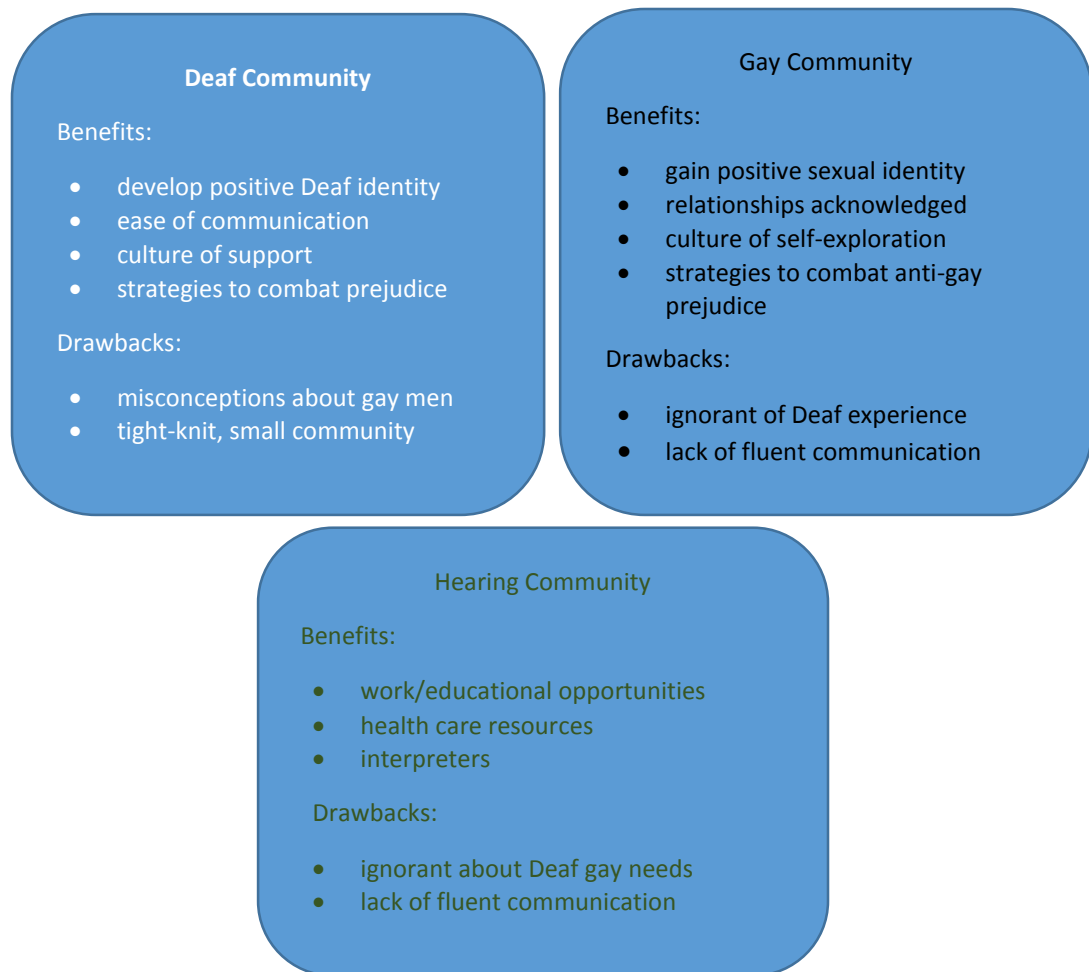 Deaf Community
Benefits:
• develop positive Deaf identity
• ease of communication
• culture of support
• strategies to combat prejudice
Drawbacks:
• misconceptions about gay men
• tight-knit, small community
Gay Community
Benefits:
• gain positive sexual identity
• relationships acknowledged
• culture of self-exploration
• strategies to combat anti-gay
prejudice
Drawbacks:
• ignorant of Deaf experience
• lack of fluent communication
Hearing Community
Benefits:
• work/educational opportunities
• health care resources
• interpreters
Drawbacks:
• ignorant about Deaf gay needs
• lack of fluent communication